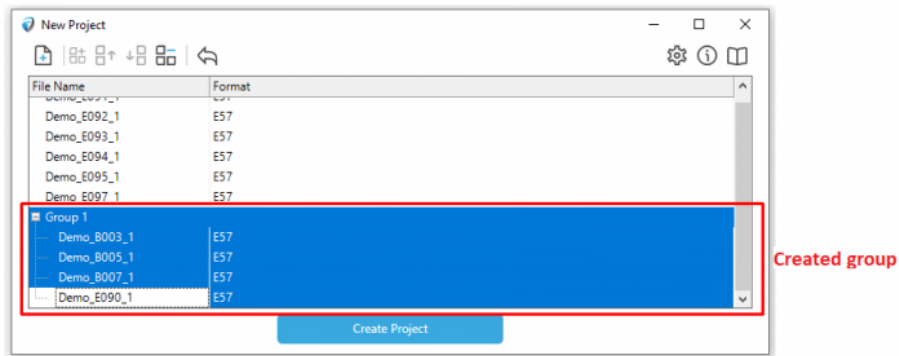 New Project
File Name Format
Demo_E092_1 E57
Demo_E093_1 E57
Demo_E094_1 E57
Demo_E095_1 E57
Demo_E097_1 E57
Group 1
Demo_B003_1 E57
Demo_B005_1 E57
Demo_B007_1 E57
Demo_E090_1 E57
Created group
Create Project